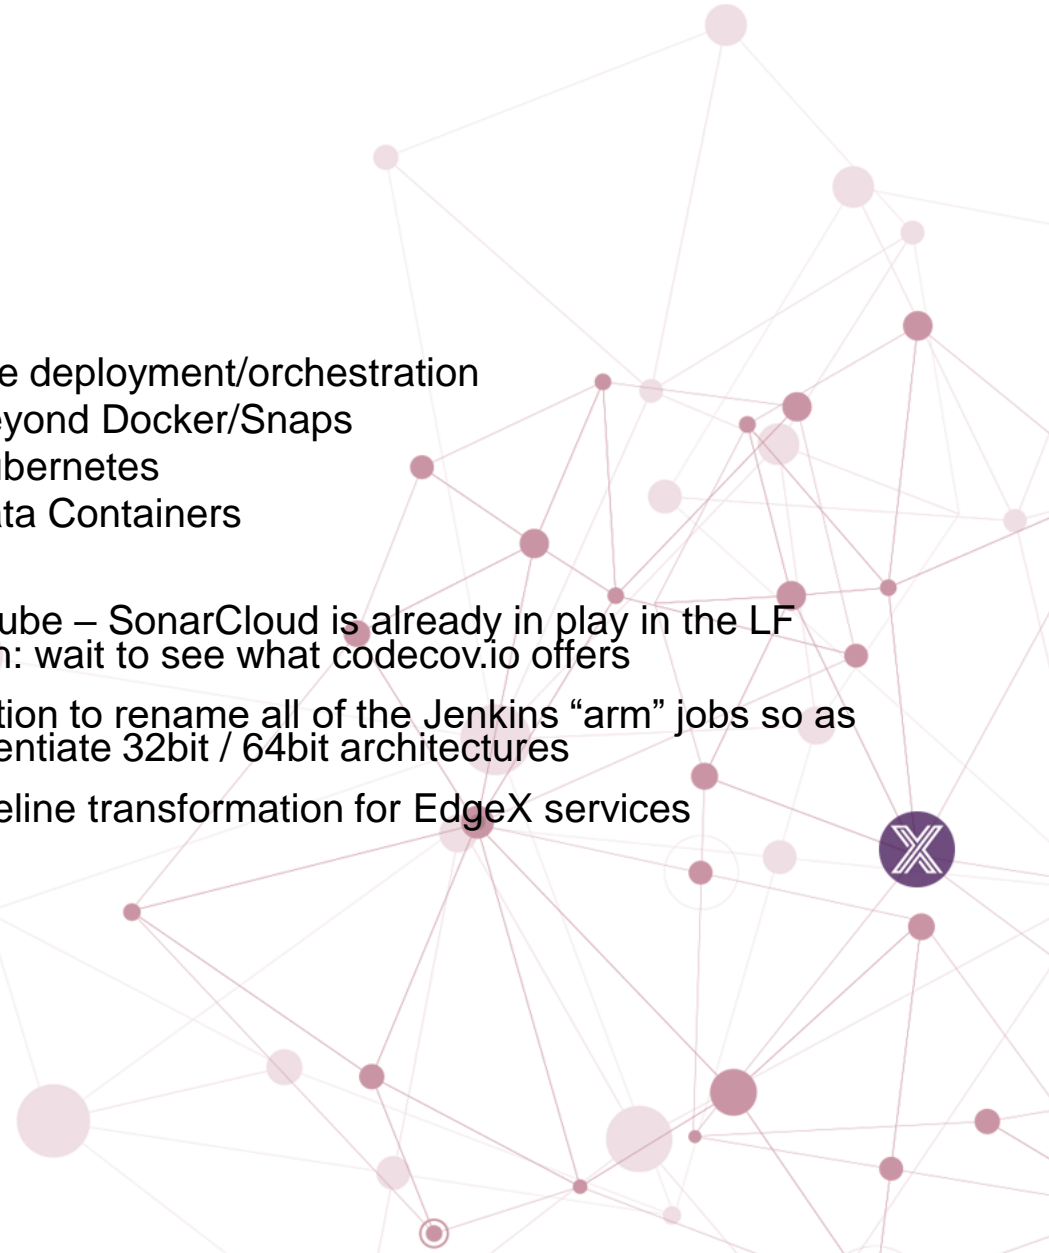 e deployment/orchestration
eyond Docker/Snaps
ubernetes
ata Containers
ube – SonarCloud is already in play in the LF
n: wait to see what codecov.io offers
tion to rename all of the Jenkins “arm” jobs so as
entiate 32bit / 64bit architectures
eline transformation for EdgeX services